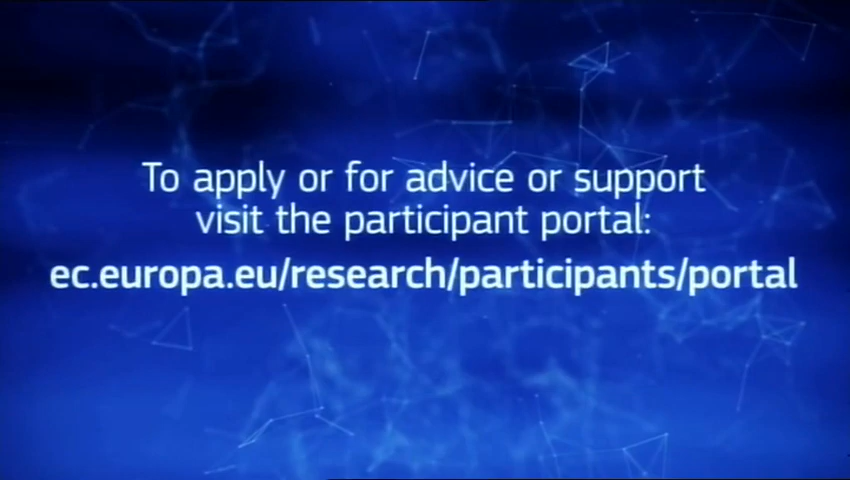 To apply or for advice or support
visit the participant portal:
ec.europa.eu/research/participants/portal